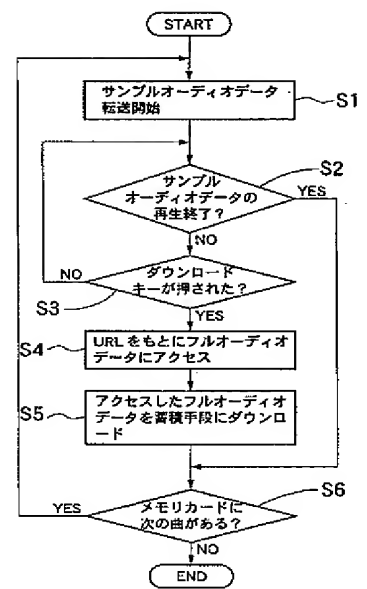 START
サンプルオーディオデータ
転送開始
S1
サンプル
オーディオデータの
再生終了?
S2
YES
NO
ダウンロード
キーが押された?
NO
S3
YES
URLをもとにフルオーディオ
データにアクセス
S4
アクセスしたフルオーディオ
データを蓄積手段にダウンロ
ード
S5
メモリカードに
次の曲がある?
S6
YES
NO
END